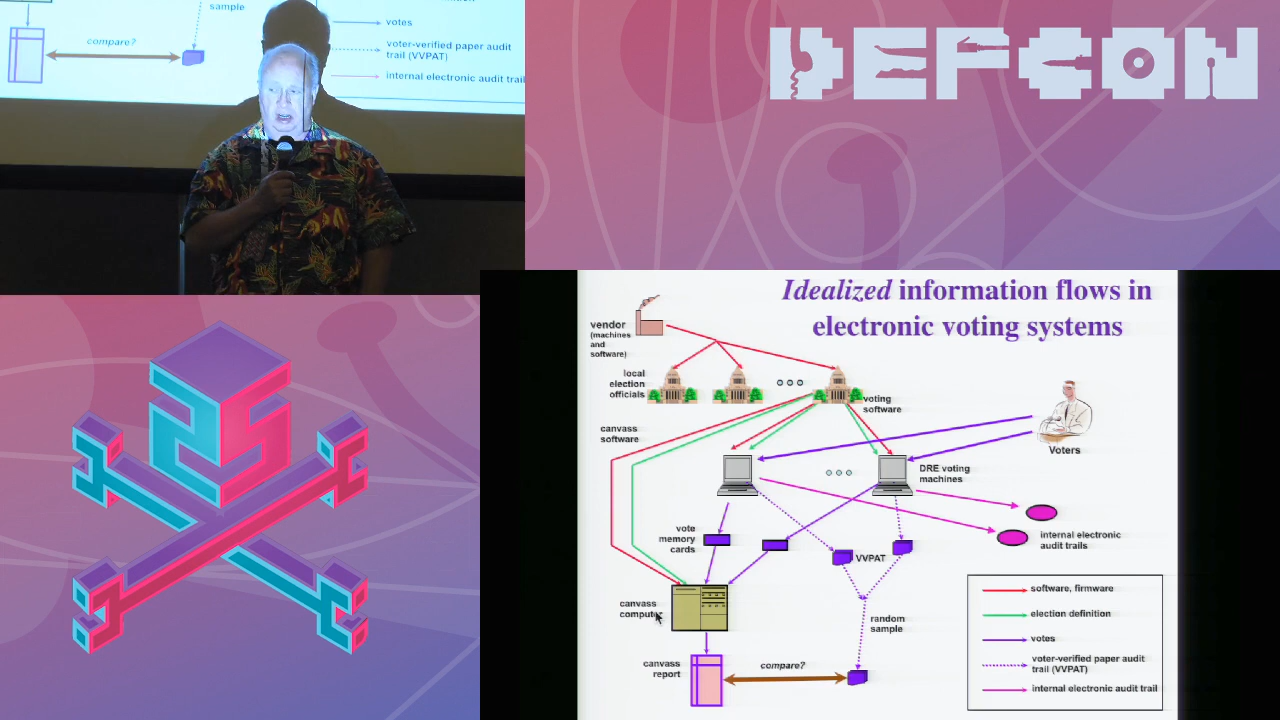 sample
votes
compare?
voter-verified paper audit
trail (VVPAT)
internal electronic audit trail
DEFCON
Idealized information flows in
electronic voting systems
vendor
(machines
and
software)
local
election
officials
voting
software
canvass
software
Voters
DRE voting
machines
vote
memory
cards
VVPAT
internal electronic
audit trails
canvass
computer
random
sample
canvass
report
compare?
software, firmware
election definition
votes
voter-verified paper audit
trail (VVPAT)
internal electronic audit trail